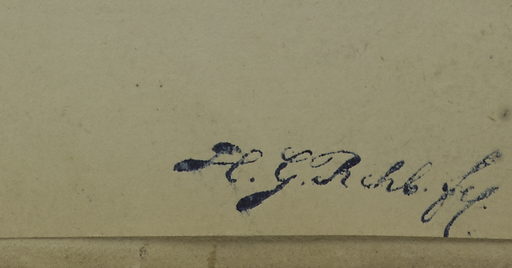 H. G. Rchb. fil.